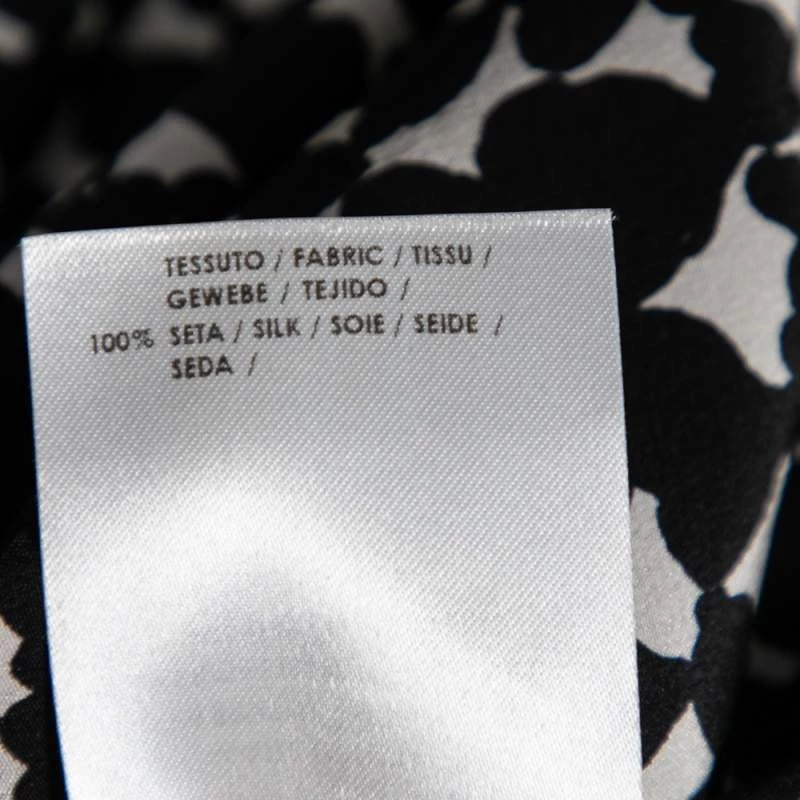 TESSUTO / FABRIC / TISSU /
GEWEBE / TEJIDO /
100% SETA / SILK / SOIE / SEIDE /
SEDA /